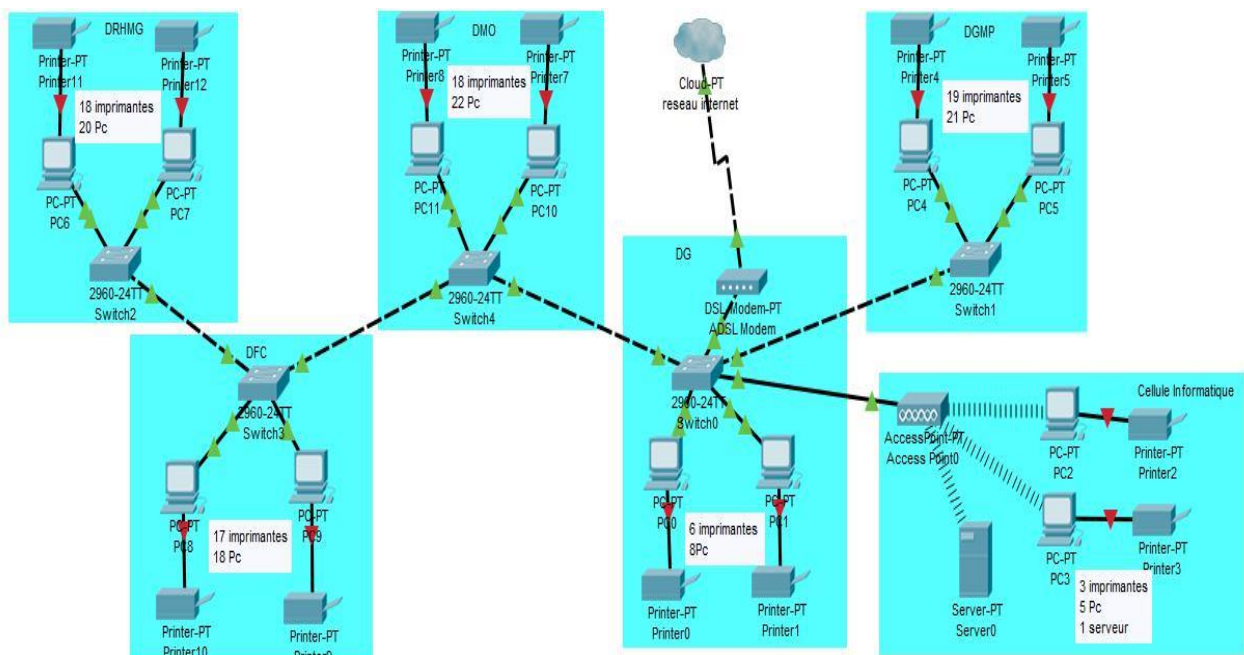 DRHMG
Printer-PT
Printer11
Printer-PT
Printer12
18 imprimantes
20 Pc
PC-PT
PC6
PC-PT
PC7
2960-24TT
Switch2
DMO
Printer-PT
Printer8
Printer-PT
Printer7
18 imprimantes
22 Pc
PC-PT
PC11
PC-PT
PC10
2960-24TT
Switch4
Cloud-PT
reseau internet
DGMP
Printer-PT
Printer4
Printer-PT
Printer5
19 imprimantes
21 Pc
PC-PT
PC4
PC-PT
PC5
2960-24TT
Switch1
DFC
2960-24TT
Switch3
PC-PT
PC8
PC-PT
PC9
17 imprimantes
18 Pc
Printer-PT
Printer10
Printer-PT
DG
DSL-Modem-PT
ADSL Modem
2960-24TT
Switch0
PC-PT
PC0
PC-PT
PC1
6 imprimantes
8Pc
Printer-PT
Printer0
Printer-PT
Printer1
Cellule Informatique
AccessPoint-PT
Access Point0
PC-PT
PC2
Printer-PT
Printer2
PC-PT
PC3
Printer-PT
Printer3
Server-PT
Server0
3 imprimantes
5 Pc
1 serveur